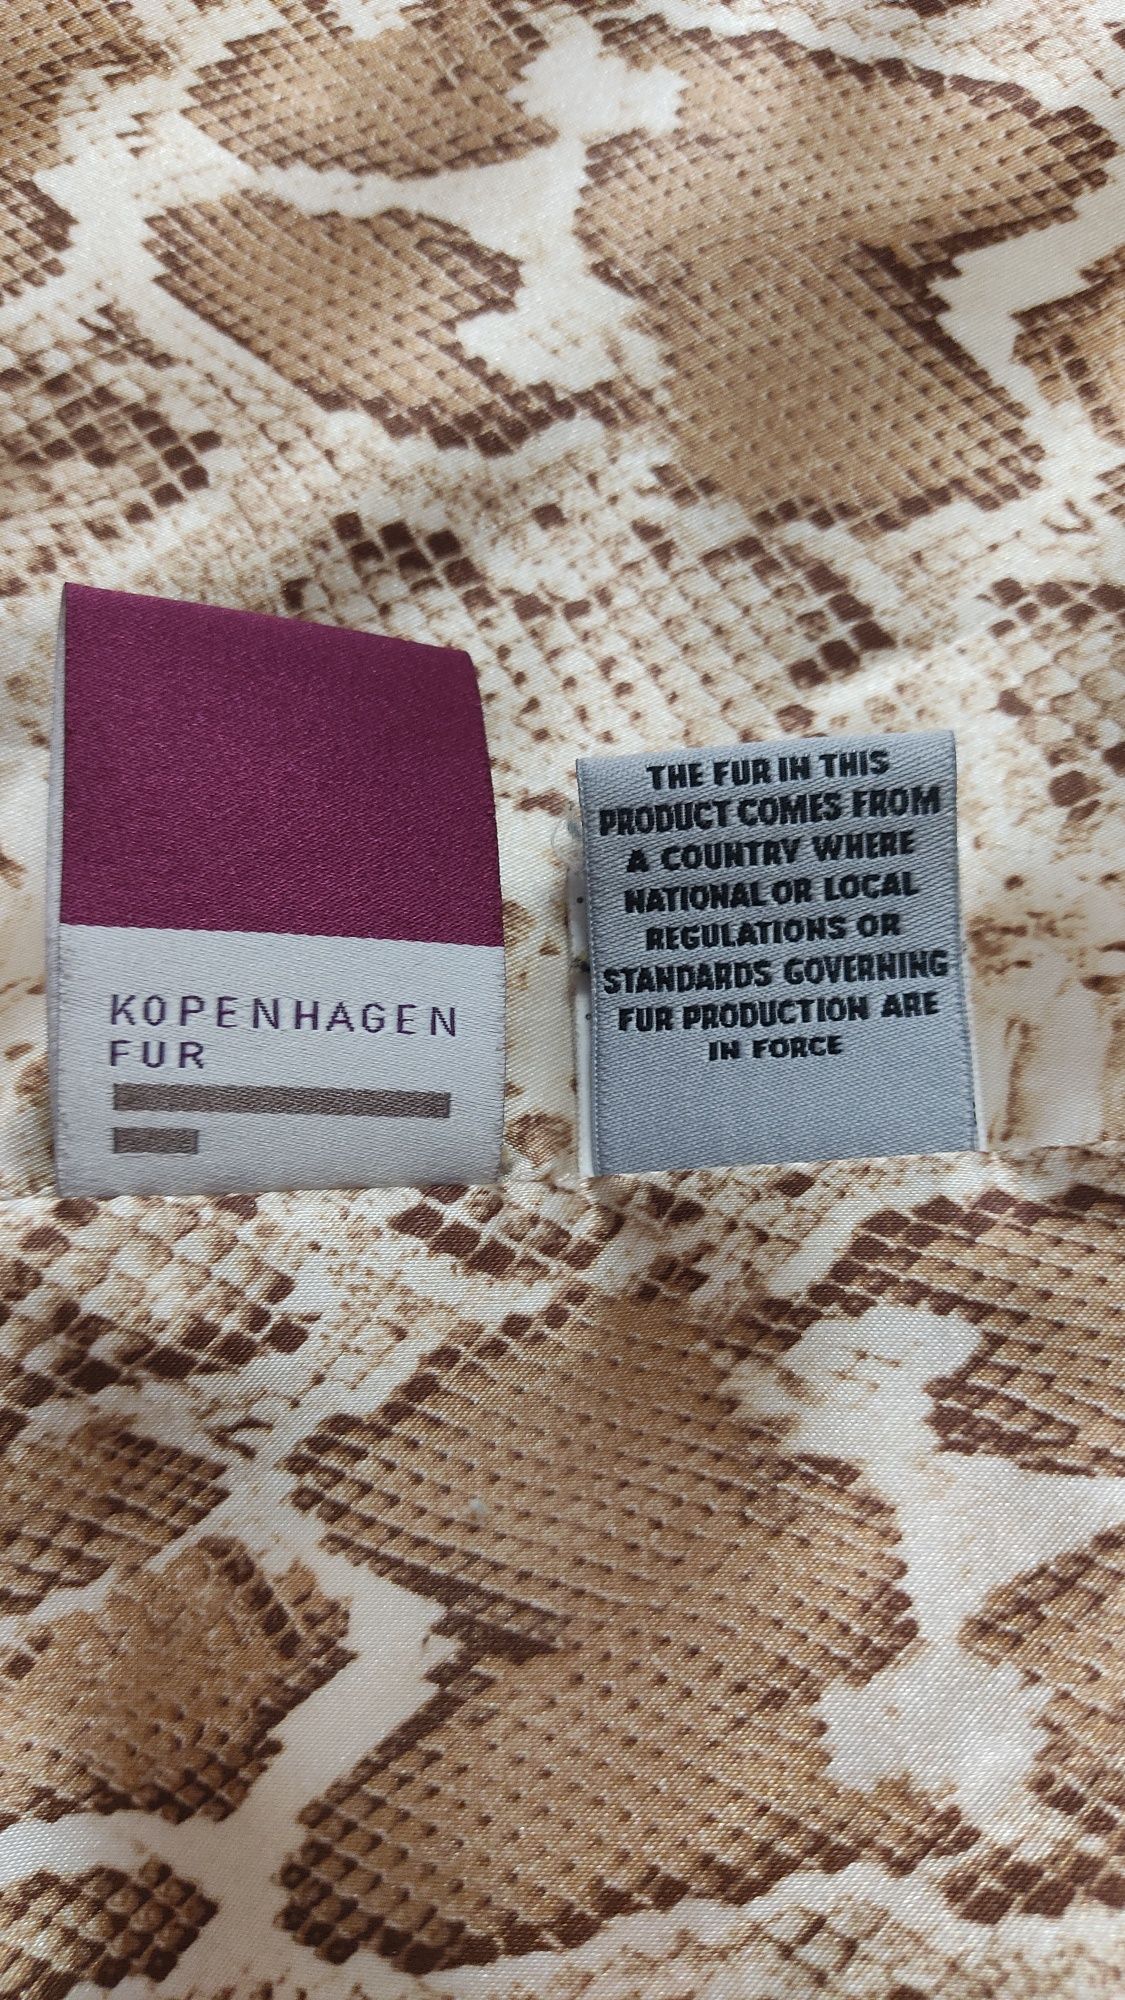 KOPENHAGEN
FUR
THE FUR IN THIS
PRODUCT COMES FROM
A COUNTRY WHERE
NATIONAL OR LOCAL
REGULATIONS OR
STANDARDS GOVERNING
FUR PRODUCTION ARE
IN FORCE